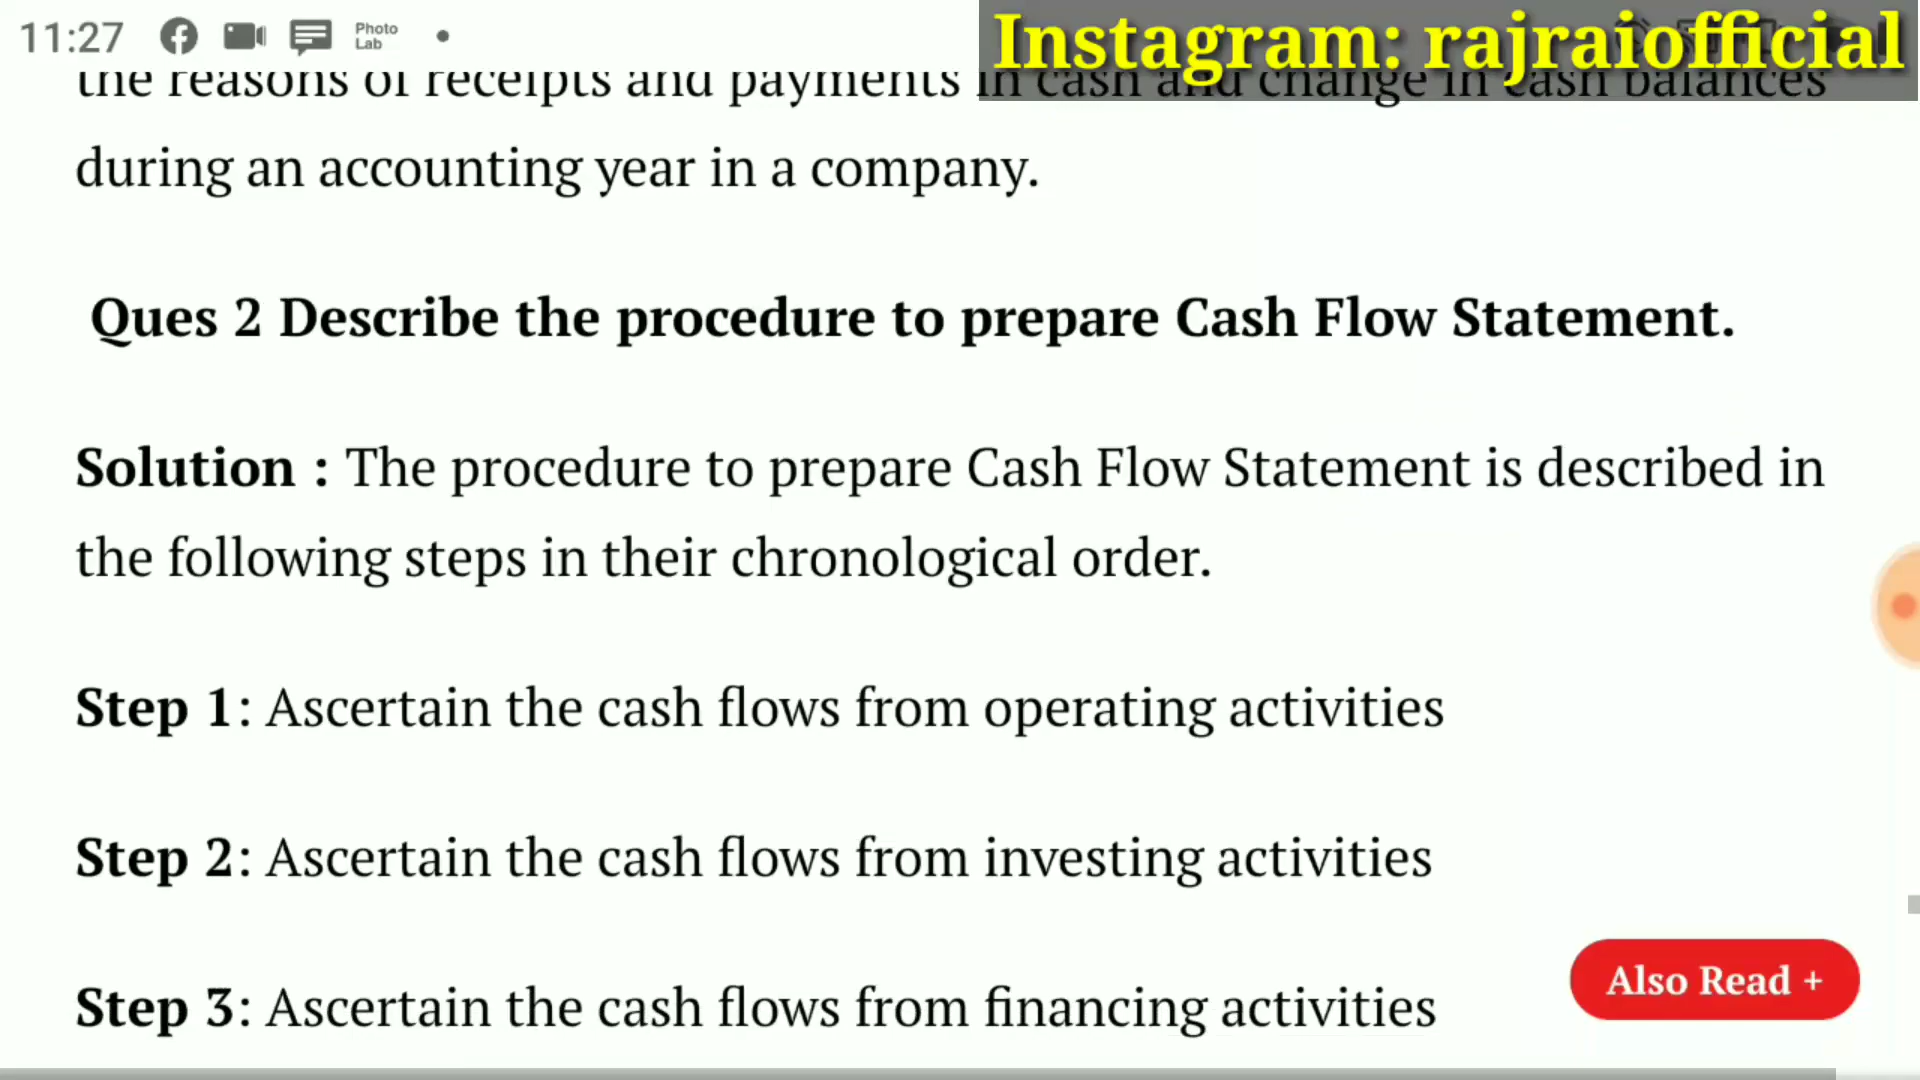 11:27 Photo Lab
Instagram: rajraiofficial
the reasons of receipts and payments in cash and change in cash balances
during an accounting year in a company.
Ques 2 Describe the procedure to prepare Cash Flow Statement.
Solution : The procedure to prepare Cash Flow Statement is described in
the following steps in their chronological order.
Step 1: Ascertain the cash flows from operating activities
Step 2: Ascertain the cash flows from investing activities
Step 3: Ascertain the cash flows from financing activities
Also Read +